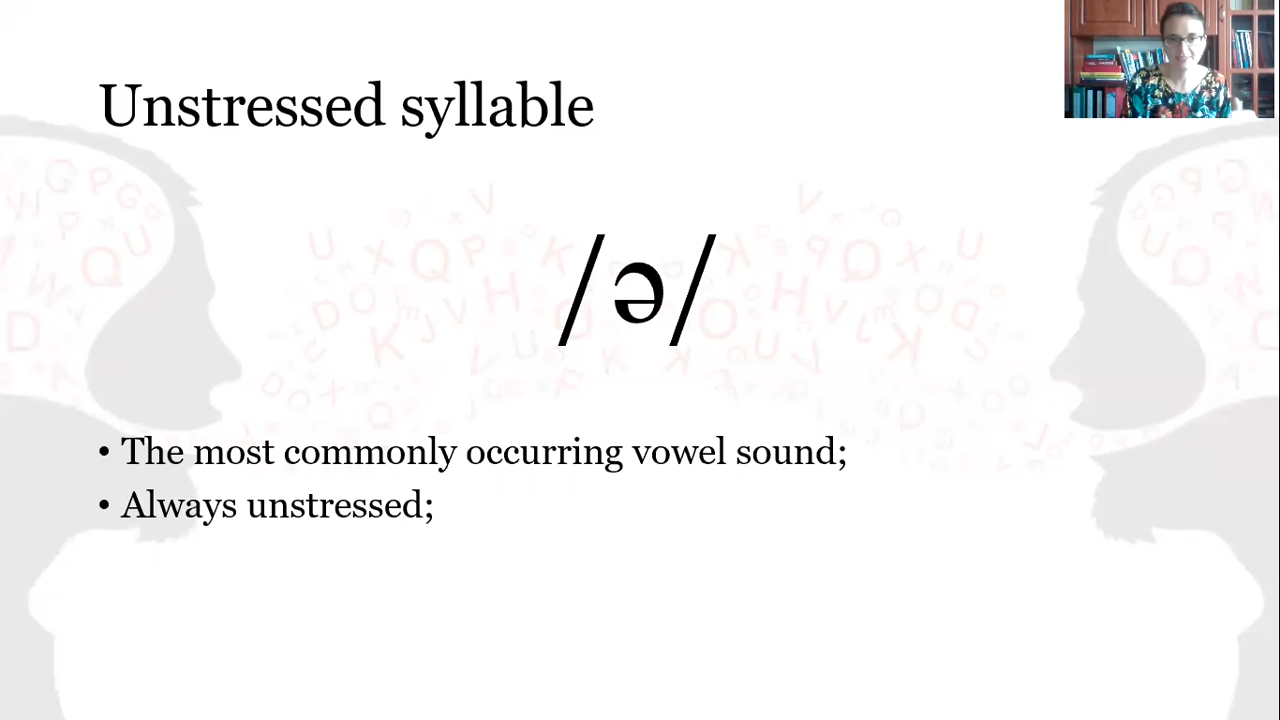 Unstressed syllable
/ə/
• The most commonly occurring vowel sound;
• Always unstressed;